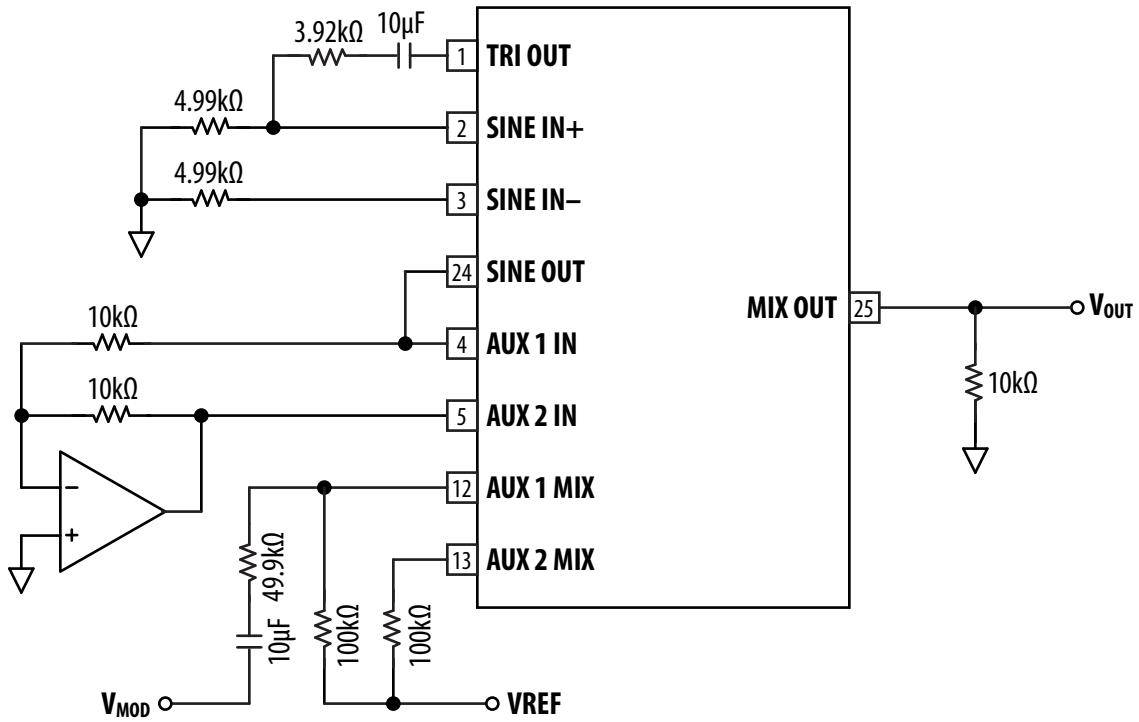 3.92kΩ
10µF
1
TRI OUT
4.99kΩ
2
SINE IN+
4.99kΩ
3
SINE IN−
24
SINE OUT
10kΩ
4
AUX 1 IN
10kΩ
5
AUX 2 IN
−
+
12
AUX 1 MIX
13
AUX 2 MIX
49.9kΩ
10µF
100kΩ
100kΩ
VMOD
VREF
MIX OUT
25
VOUT
10kΩ